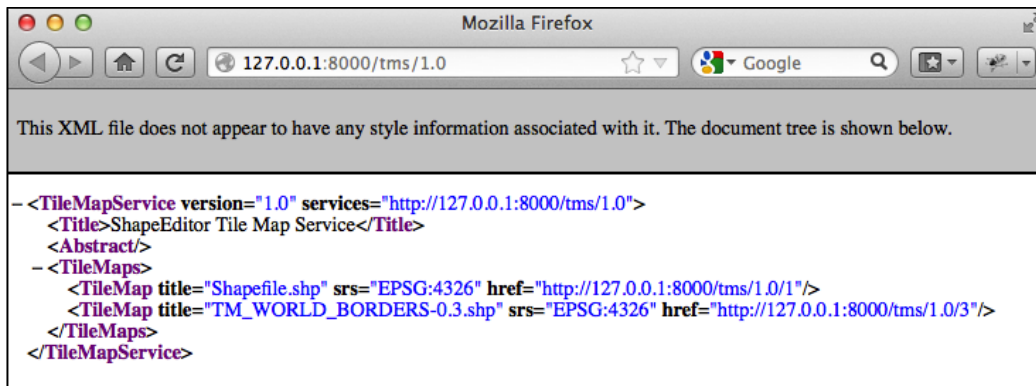 Mozilla Firefox
127.0.0.1:8000/tms/1.0
Google
This XML file does not appear to have any style information associated with it. The document tree is shown below.
– <TileMapService version="1.0" services="http://127.0.0.1:8000/tms/1.0">
<Title>ShapeEditor Tile Map Service</Title>
<Abstract/>
– <TileMaps>
<TileMap title="Shapefile.shp" srs="EPSG:4326" href="http://127.0.0.1:8000/tms/1.0/1"/>
<TileMap title="TM_WORLD_BORDERS-0.3.shp" srs="EPSG:4326" href="http://127.0.0.1:8000/tms/1.0/3"/>
</TileMaps>
</TileMapService>